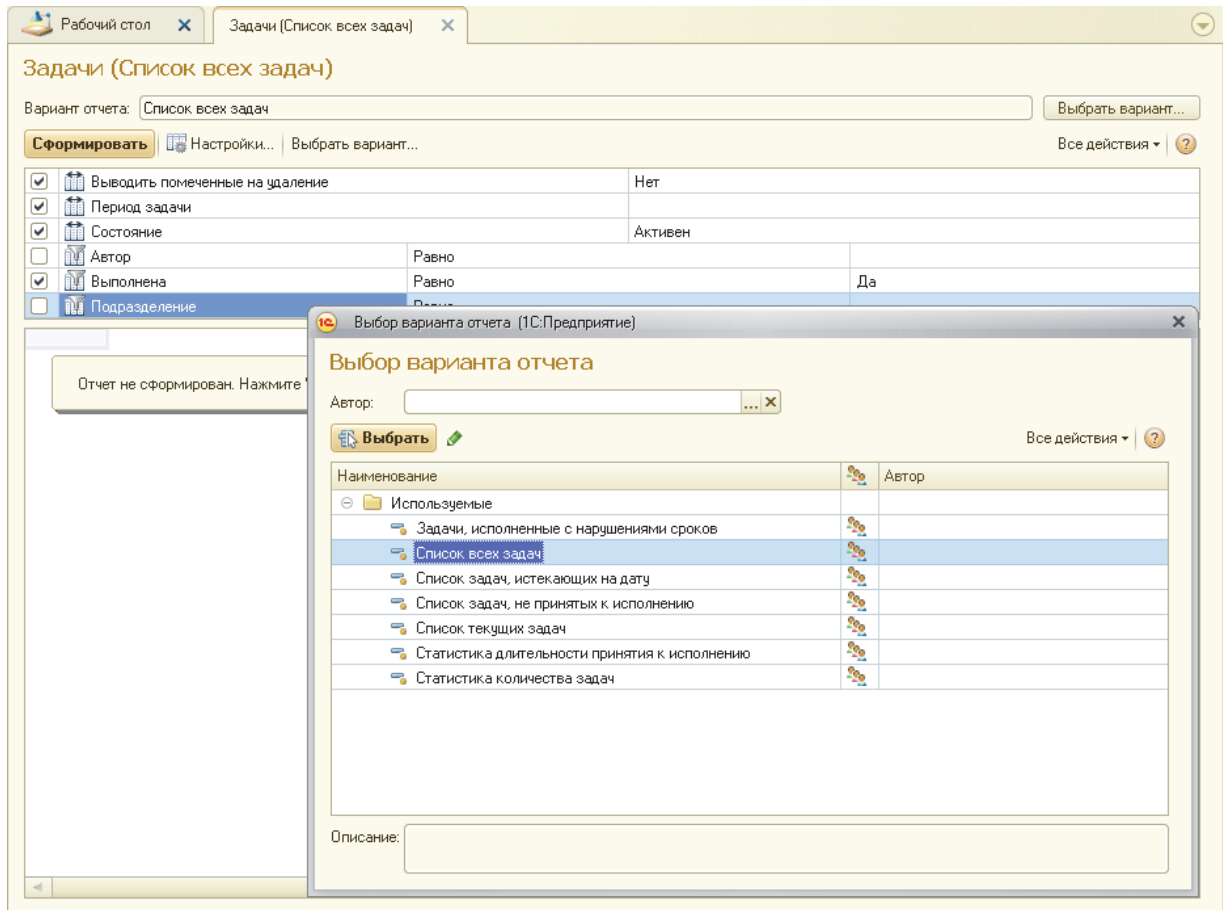 Рабочий стол
Задачи (Список всех задач)
Задачи (Список всех задач)
Вариант отчета: Список всех задач Выбрать вариант...
Сформировать Настройки... Выбрать вариант... Все действия ?
Выводить помеченные на удаление Нет
Период задачи
Состояние Активен
Автор Равно
Выполнена Равно Да
Подразделение
Отчет не сформирован. Нажмите "
1С Выбор варианта отчета (1С:Предприятие)
Выбор варианта отчета
Автор: ...
Выбрать Все действия ?
Наименование Автор
Используемые
Задачи, исполненные с нарушениями сроков
Список всех задач
Список задач, истекающих на дату
Список задач, не принятых к исполнению
Список текущих задач
Статистика длительности принятия к исполнению
Статистика количества задач
Описание: